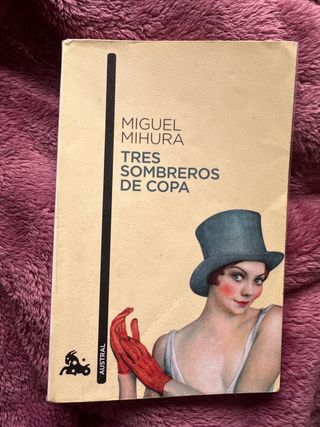 MIGUEL
MIHURA
TRES
SOMBREROS
DE COPA
AUSTRAL